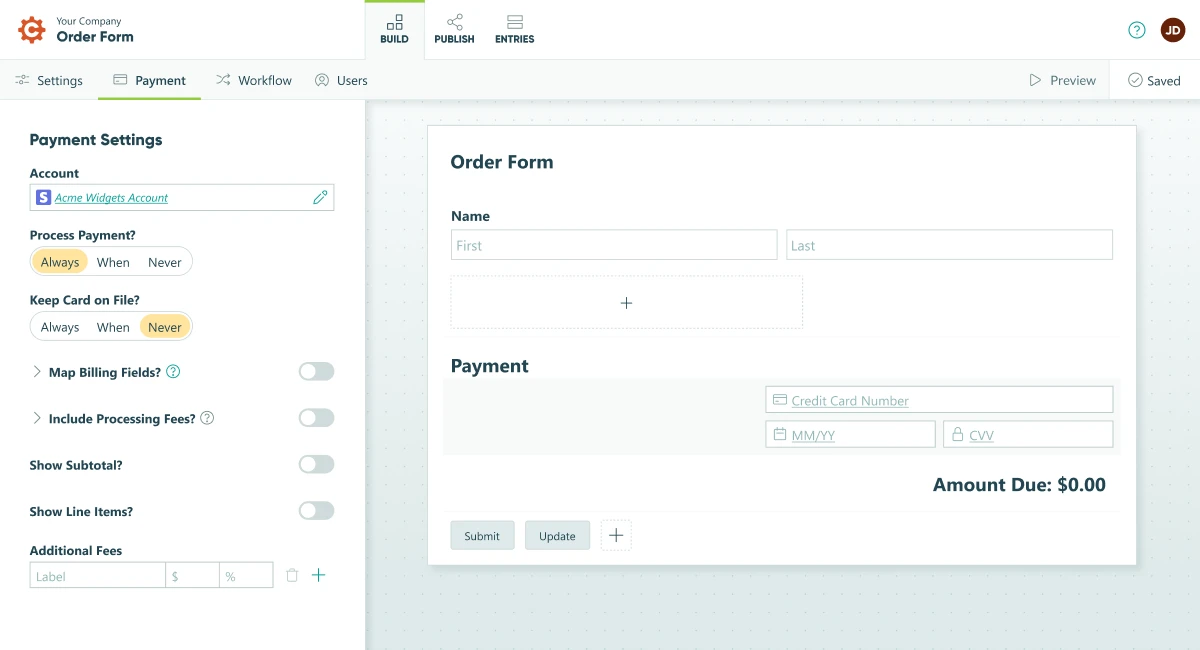 Your Company
Order Form
BUILD
PUBLISH
ENTRIES
?
JD
Settings
Payment
Workflow
Users
Preview
Saved
Payment Settings
Account
S Acme Widgets Account
Process Payment?
Always When Never
Keep Card on File?
Always When Never
Map Billing Fields? ?
Include Processing Fees? ?
Show Subtotal?
Show Line Items?
Additional Fees
Label $ %
Order Form
Name
First Last
+
Payment
Credit Card Number
MM/YY CVV
Amount Due: $0.00
Submit Update +